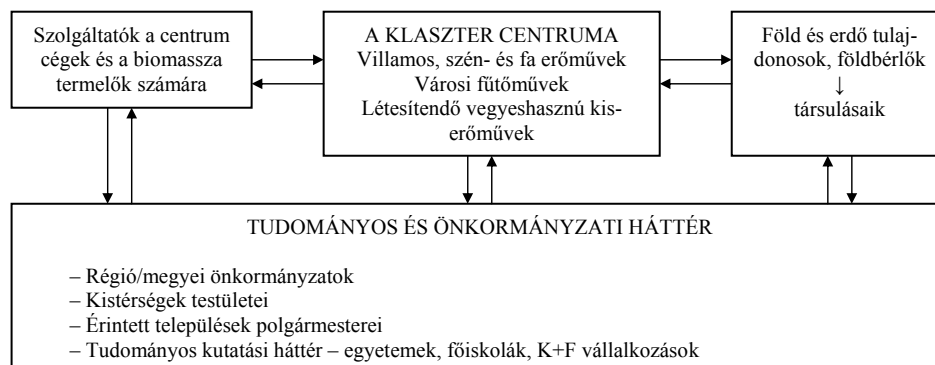 Szolgáltatók a centrum
cégek és a biomassza
termelők számára
A KLASZTER CENTRUMA
Villamos, szén- és fa erőművek
Városi fűtőművek
Létesítendő vegyeshasznú kis-
erőművek
Föld és erdő tulaj-
donosok, földbérlők
↓
társulásaik
TUDOMÁNYOS ÉS ÖNKORMÁNYZATI HÁTTÉR
– Régió/megyei önkormányzatok
– Kistérségek testületei
– Érintett települések polgármesterei
– Tudományos kutatási háttér – egyetemek, főiskolák, K+F vállalkozások